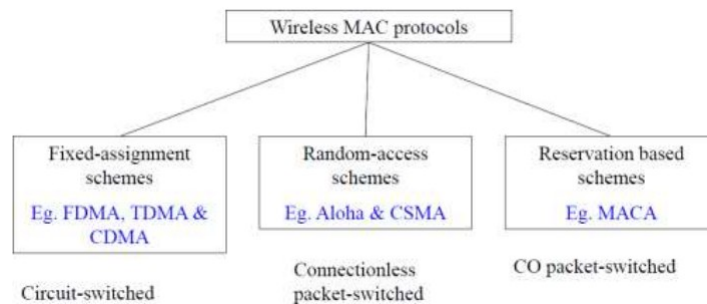 Wireless MAC protocols
Fixed-assignment
schemes
Eg. FDMA, TDMA &
CDMA
Random-access
schemes
Eg. Aloha & CSMA
Reservation based
schemes
Eg. MACA
Circuit-switched
Connectionless
packet-switched
CO packet-switched